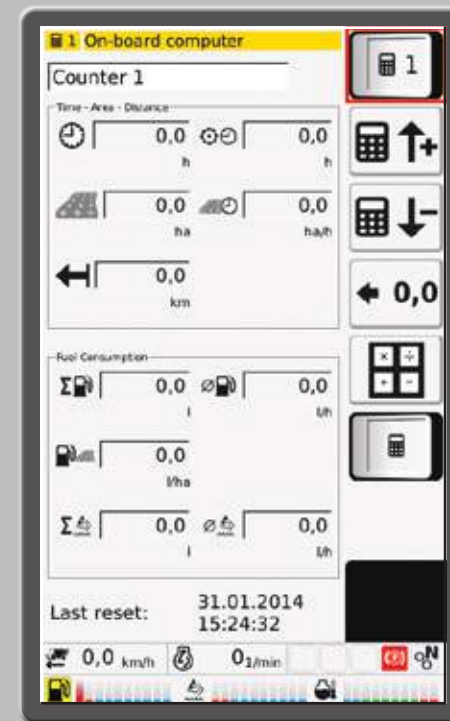 1 On-board computer
1
Counter 1
Time - Area - Distance
0,0 0,0
h h
0,0 0,0
ha ha/h
0,0
km
0,0
Fuel Consumption
Σ 0,0 ⌀ 0,0
l l/h
0,0
l/ha
Σ 0,0 ⌀ 0,0
l l/h
Last reset: 31.01.2014
15:24:32
0,0 km/h 0 1/min N